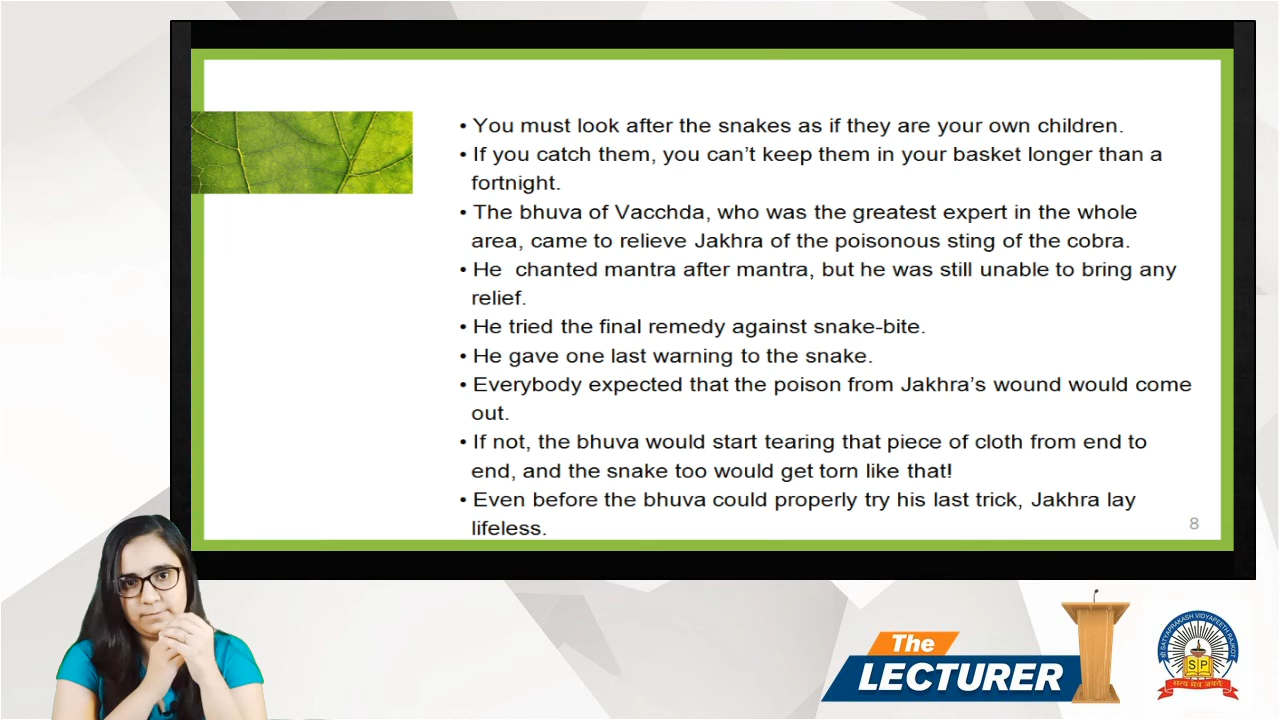 • You must look after the snakes as if they are your own children.
• If you catch them, you can't keep them in your basket longer than a
fortnight.
• The bhuva of Vacchda, who was the greatest expert in the whole
area, came to relieve Jakhra of the poisonous sting of the cobra.
• He  chanted mantra after mantra, but he was still unable to bring any
relief.
• He tried the final remedy against snake-bite.
• He gave one last warning to the snake.
• Everybody expected that the poison from Jakhra's wound would come
out.
• If not, the bhuva would start tearing that piece of cloth from end to
end, and the snake too would get torn like that!
• Even before the bhuva could properly try his last trick, Jakhra lay
lifeless.
8
The
LECTURER
SATYAPRAKASH VIDYAPEETH RAJKOT
SP
सत्य मेव जयते